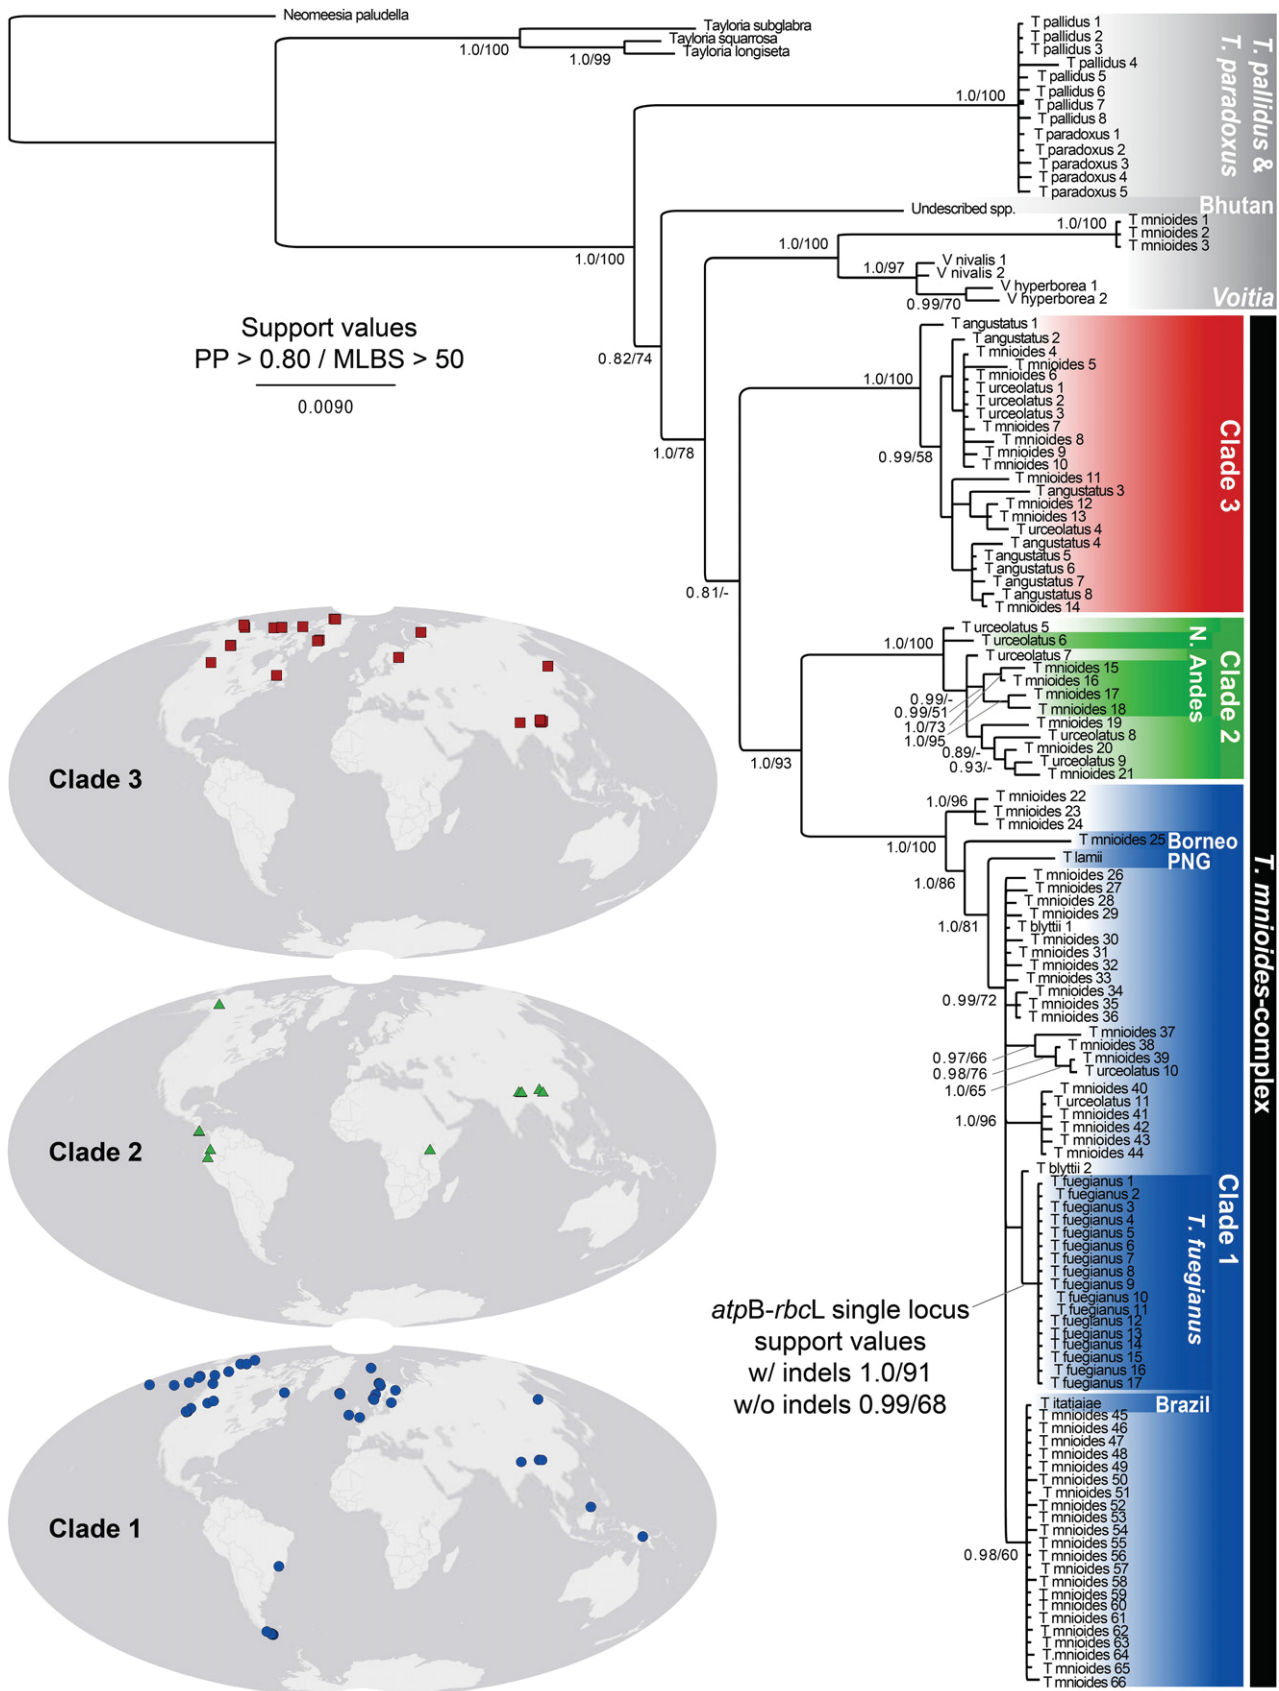 Neomeesia paludella
Tayloria subglabra
Tayloria squarrosa
Tayloria longiseta
1.0/100
1.0/99
T pallidus 1
T pallidus 2
T pallidus 3
T pallidus 4
T pallidus 5
T pallidus 6
T pallidus 7
T pallidus 8
T paradoxus 1
T paradoxus 2
T paradoxus 3
T paradoxus 4
T paradoxus 5
1.0/100
T. pallidus &
T. paradoxus
Undescribed spp.
Bhutan
1.0/100
T mnioides 1
T mnioides 2
T mnioides 3
1.0/100
1.0/100
1.0/97
V nivalis 1
V nivalis 2
V hyperborea 1
V hyperborea 2
0.99/70
Voitia
Support values
PP > 0.80 / MLBS > 50
0.0090
0.82/74
1.0/78
0.81/-
T angustatus 1
T angustatus 2
T mnioides 4
T mnioides 5
T mnioides 6
T urceolatus 1
T urceolatus 2
T urceolatus 3
T mnioides 7
T mnioides 8
T mnioides 9
T mnioides 10
T mnioides 11
T angustatus 3
T mnioides 12
T mnioides 13
T urceolatus 4
T angustatus 4
T angustatus 5
T angustatus 6
T angustatus 7
T angustatus 8
T mnioides 14
1.0/100
0.99/58
Clade 3
T urceolatus 5
T urceolatus 6
T urceolatus 7
T mnioides 15
T mnioides 16
T mnioides 17
T mnioides 18
T mnioides 19
T urceolatus 8
T mnioides 20
T urceolatus 9
T mnioides 21
1.0/100
0.99/-
0.99/51
1.0/73
1.0/95
0.89/-
0.93/-
N. Andes
Clade 2
1.0/93
T mnioides 22
T mnioides 23
T mnioides 24
T mnioides 25
Borneo
T lamii
PNG
T mnioides 26
T mnioides 27
T mnioides 28
T mnioides 29
T blyttii 1
T mnioides 30
T mnioides 31
T mnioides 32
T mnioides 33
T mnioides 34
T mnioides 35
T mnioides 36
T mnioides 37
T mnioides 38
T mnioides 39
T urceolatus 10
T mnioides 40
T urceolatus 11
T mnioides 41
T mnioides 42
T mnioides 43
T mnioides 44
T blyttii 2
T fuegianus 1
T fuegianus 2
T fuegianus 3
T fuegianus 4
T fuegianus 5
T fuegianus 6
T fuegianus 7
T fuegianus 8
T fuegianus 9
T fuegianus 10
T fuegianus 11
T fuegianus 12
T fuegianus 13
T fuegianus 14
T fuegianus 15
T fuegianus 16
T fuegianus 17
T itatiaiae
Brazil
T mnioides 45
T mnioides 46
T mnioides 47
T mnioides 48
T mnioides 49
T mnioides 50
T mnioides 51
T mnioides 52
T mnioides 53
T mnioides 54
T mnioides 55
T mnioides 56
T mnioides 57
T mnioides 58
T mnioides 59
T mnioides 60
T mnioides 61
T mnioides 62
T mnioides 63
T.mnioides 64
T mnioides 65
T mnioides 66
1.0/96
1.0/100
1.0/86
1.0/81
0.99/72
0.97/66
0.98/76
1.0/65
1.0/96
0.98/60
T. fuegianus
Clade 1
T. mnioides-complex
atpB-rbcL single locus
support values
w/ indels 1.0/91
w/o indels 0.99/68
Clade 3
Clade 2
Clade 1